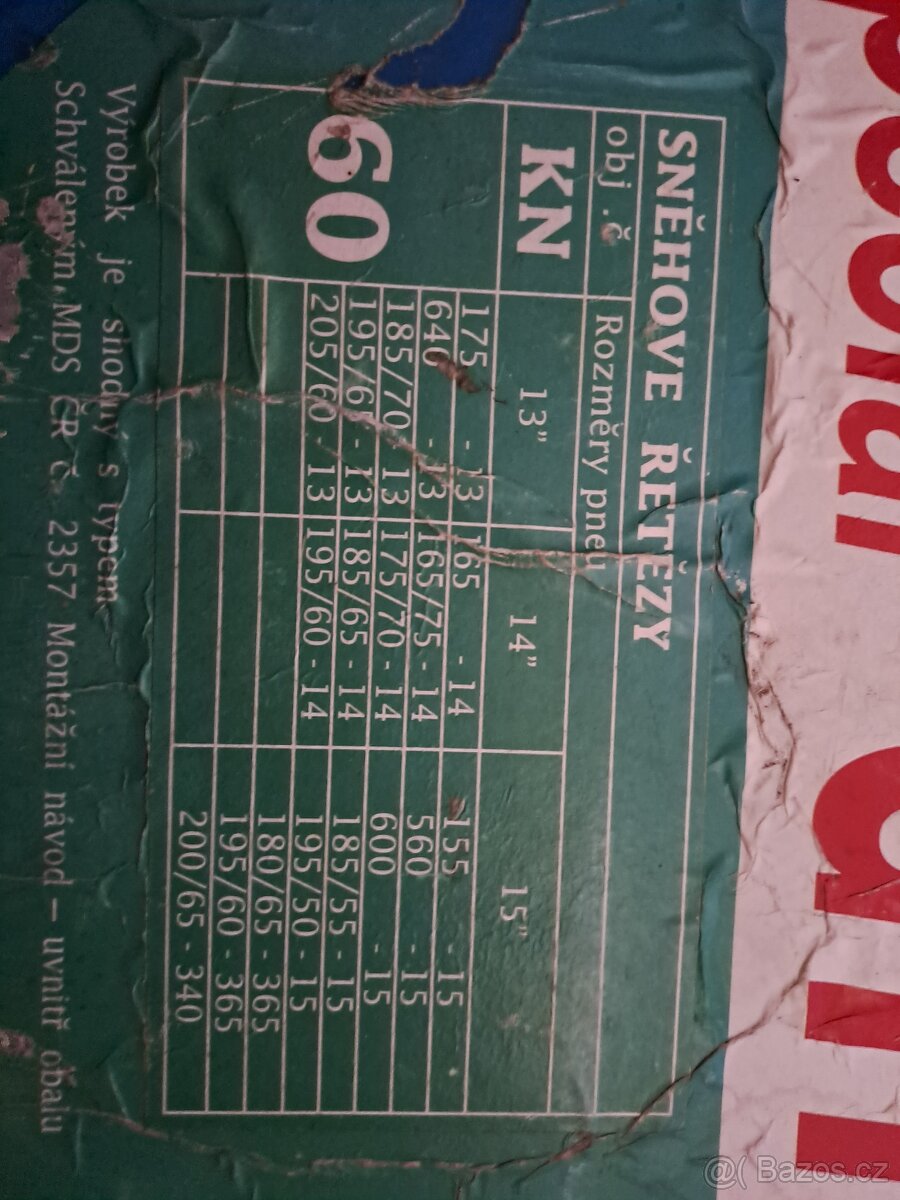 SNĚHOVE ŘETĚZY
obj .č Rozměry pneu
KN 13” 14” 15”
60
175 - 13 165 - 14 155 - 15
640 - 13 165/75 - 14 560 - 15
185/70 - 13 175/70 - 14 600 - 15
195/65 - 13 185/65 - 14 185/55 - 15
205/60 - 13 195/60 - 14 195/50 - 15
180/65 - 365
195/60 - 365
200/65 - 340
Výrobek je shodný s typem
Schváleným MDS ČR č. 2357 Montážní návod – uvnitř obalu
@( Bazos.cz